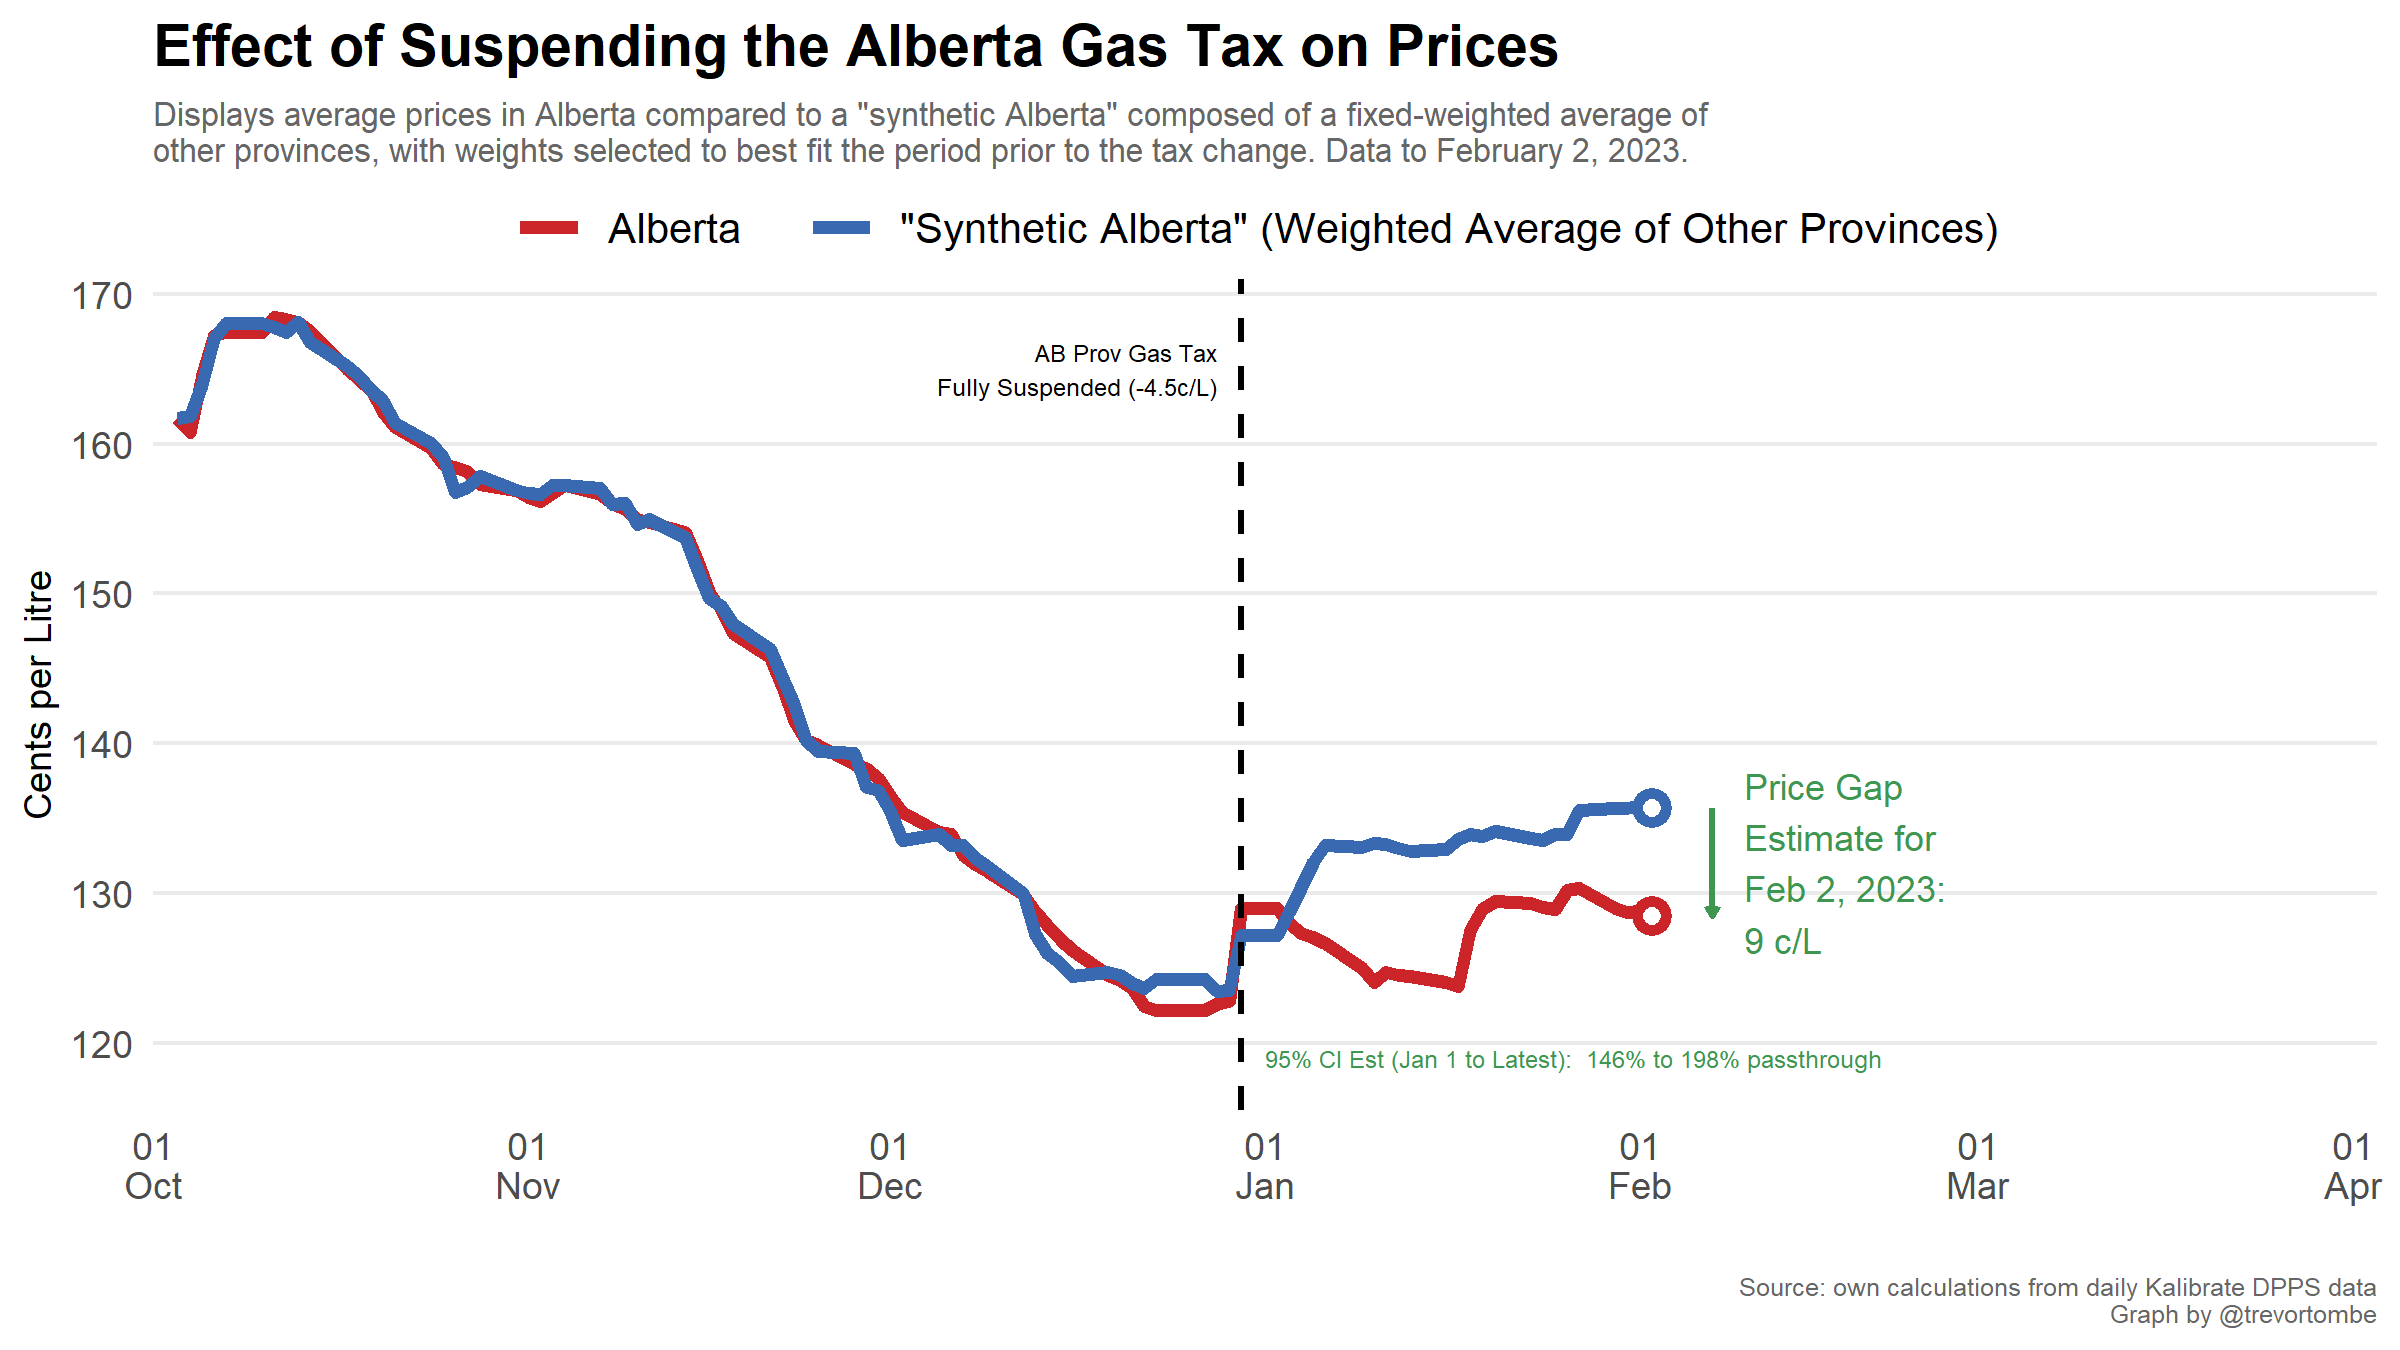 Effect of Suspending the Alberta Gas Tax on Prices
Displays average prices in Alberta compared to a "synthetic Alberta" composed of a fixed-weighted average of
other provinces, with weights selected to best fit the period prior to the tax change. Data to February 2, 2023.
Alberta
"Synthetic Alberta" (Weighted Average of Other Provinces)
170
160
150
140
130
120
Cents per Litre
AB Prov Gas Tax
Fully Suspended (-4.5c/L)
Price Gap
Estimate for
Feb 2, 2023:
9 c/L
95% CI Est (Jan 1 to Latest):  146% to 198% passthrough
01 Oct
01 Nov
01 Dec
01 Jan
01 Feb
01 Mar
01 Apr
Source: own calculations from daily Kalibrate DPPS data
Graph by @trevortombe